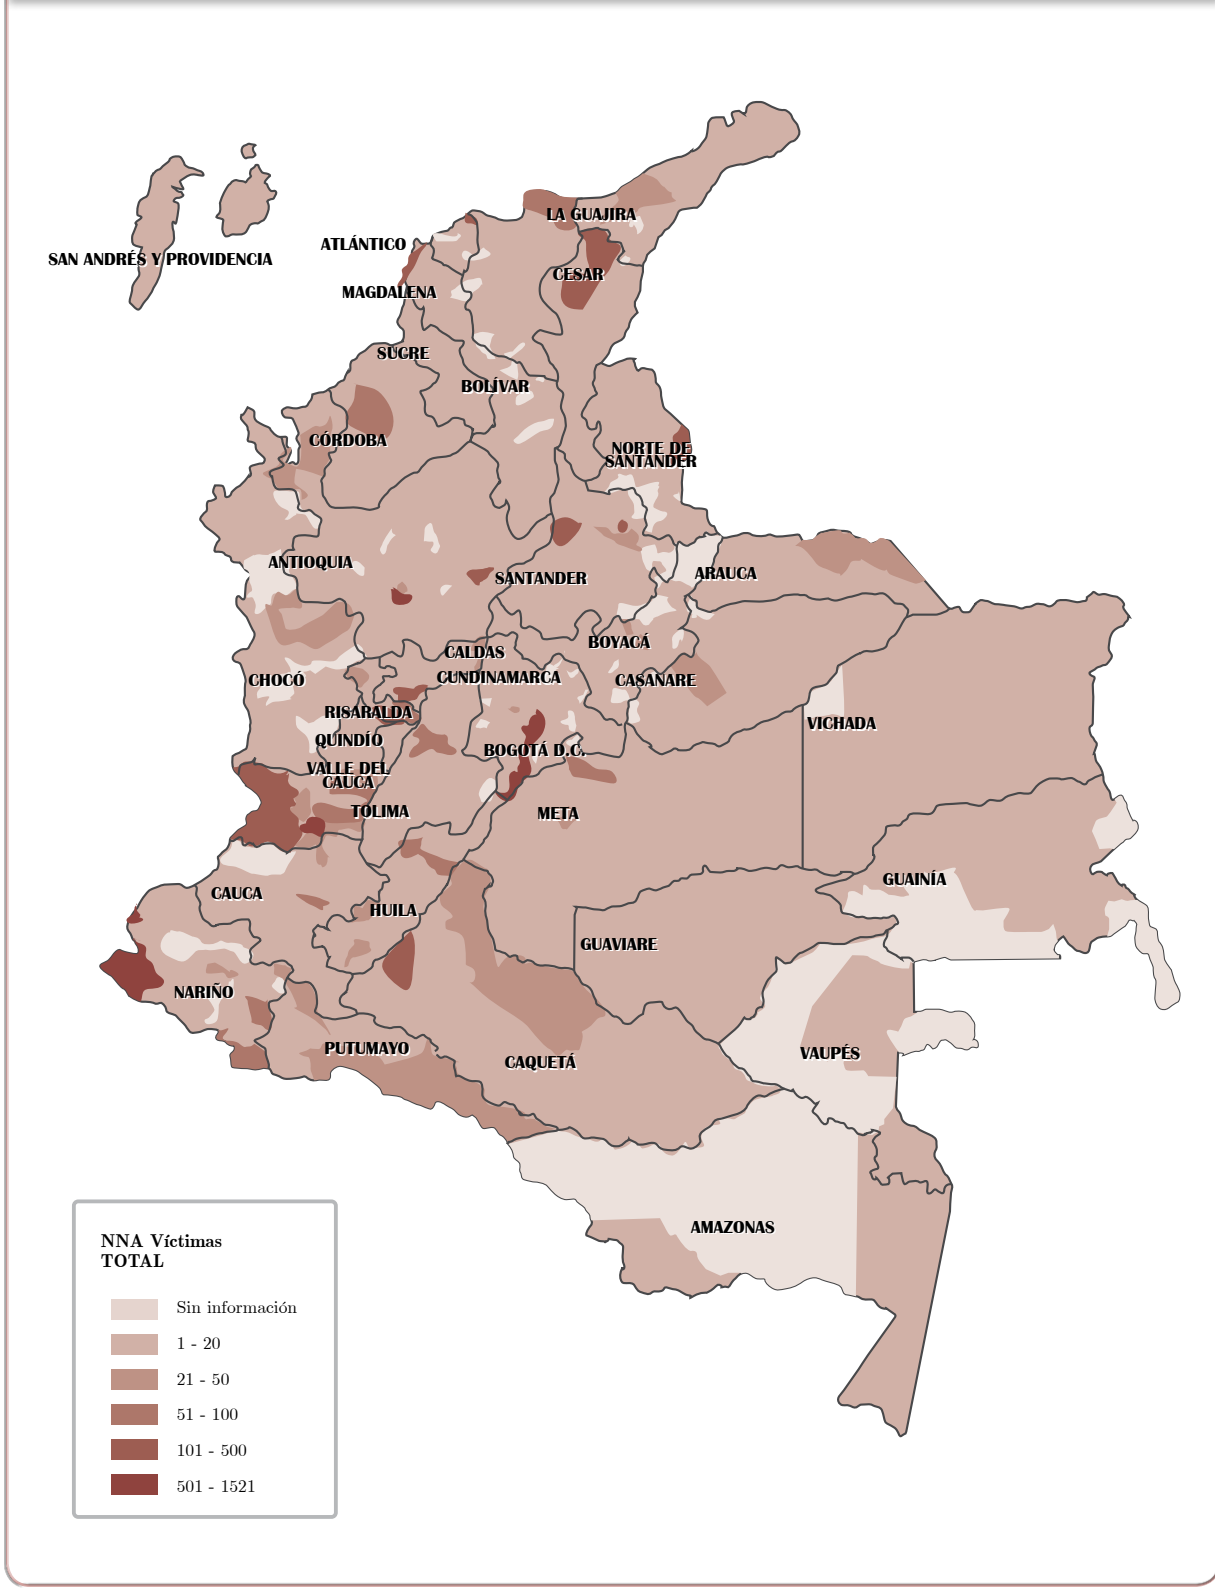 LA GUAJIRA
ATLÁNTICO
SAN ANDRÉS Y PROVIDENCIA
CESAR
MAGDALENA
SUCRE
BOLÍVAR
CÓRDOBA
NORTE DE
SANTANDER
ANTIOQUIA
ARAUCA
SANTANDER
BOYACÁ
CALDAS
CHOCÓ
CUNDINAMARCA
CASANARE
RISARALDA
VICHADA
QUINDÍO
BOGOTÁ D.C.
VALLE DEL
CAUCA
TOLIMA
META
GUAINÍA
CAUCA
HUILA
GUAVIARE
NARIÑO
PUTUMAYO
VAUPÉS
CAQUETÁ
AMAZONAS
NNA Víctimas
TOTAL
Sin información
1 - 20
21 - 50
51 - 100
101 - 500
501 - 1521